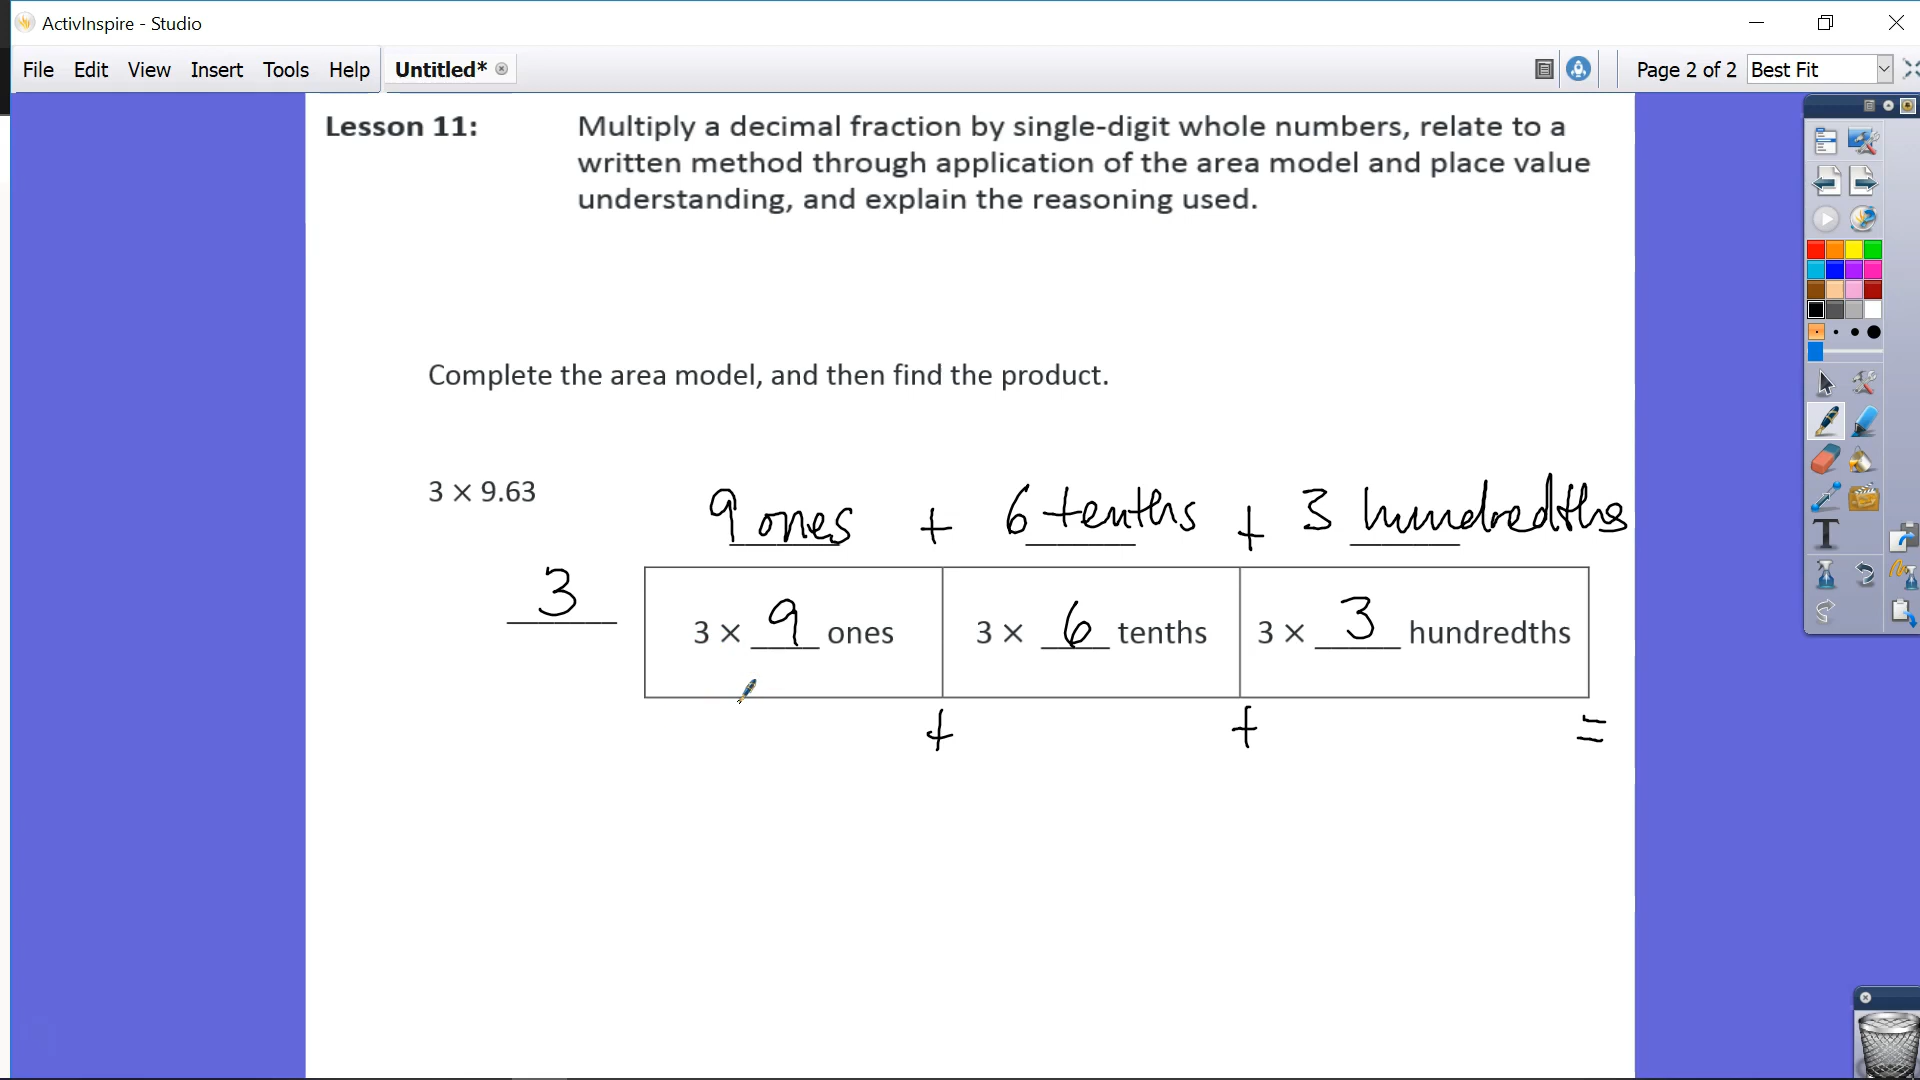 ActivInspire - Studio
File Edit View Insert Tools Help Untitled* Page 2 of 2 Best Fit
Lesson 11: Multiply a decimal fraction by single-digit whole numbers, relate to a
written method through application of the area model and place value
understanding, and explain the reasoning used.
Complete the area model, and then find the product.
3 × 9.63
9 ones + 6 tenths + 3 hundredths
3
3 × 9 ones 3 × 6 tenths 3 × 3 hundredths
+ + =
T